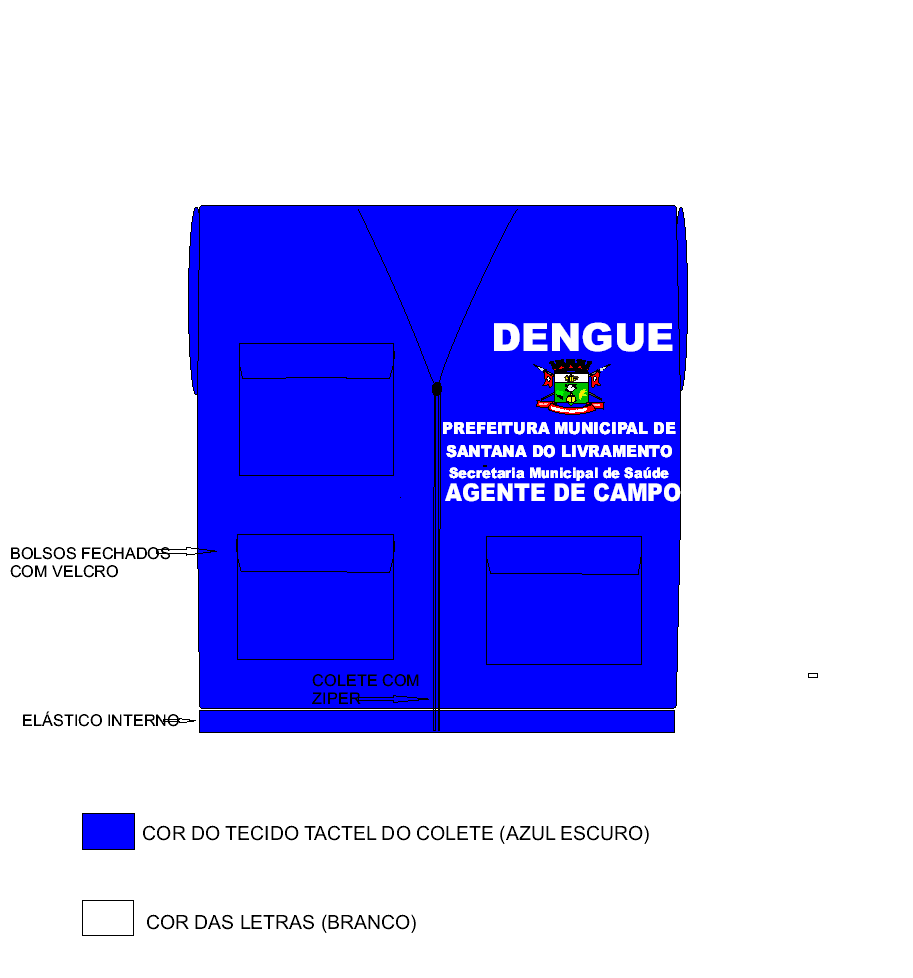 DENGUE
PREFEITURA MUNICIPAL DE
SANTANA DO LIVRAMENTO
Secretaria Municipal de Saúde
AGENTE DE CAMPO
BOLSOS FECHADOS
COM VELCRO
COLETE COM
ZIPER
ELÁSTICO INTERNO
COR DO TECIDO TACTEL DO COLETE (AZUL ESCURO)
COR DAS LETRAS (BRANCO)